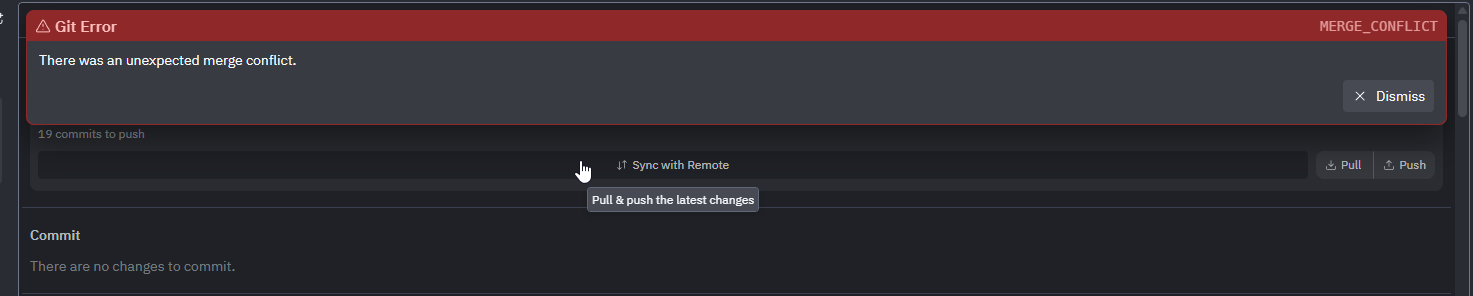 Git Error
MERGE_CONFLICT
There was an unexpected merge conflict.
Dismiss
19 commits to push
Sync with Remote
Pull
Push
Pull & push the latest changes
Commit
There are no changes to commit.